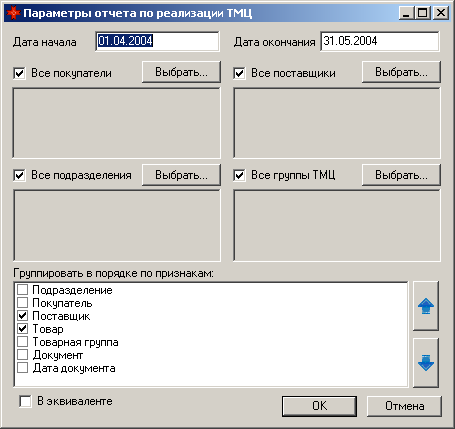 Параметры отчета по реализации ТМЦ
Дата начала 01.04.2004 Дата окончания 31.05.2004
Все покупатели Выбрать... Все поставщики Выбрать...
Все подразделения Выбрать... Все группы ТМЦ Выбрать...
Группировать в порядке по признакам:
Подразделение
Покупатель
Поставщик
Товар
Товарная группа
Документ
Дата документа
В эквиваленте OK Отмена